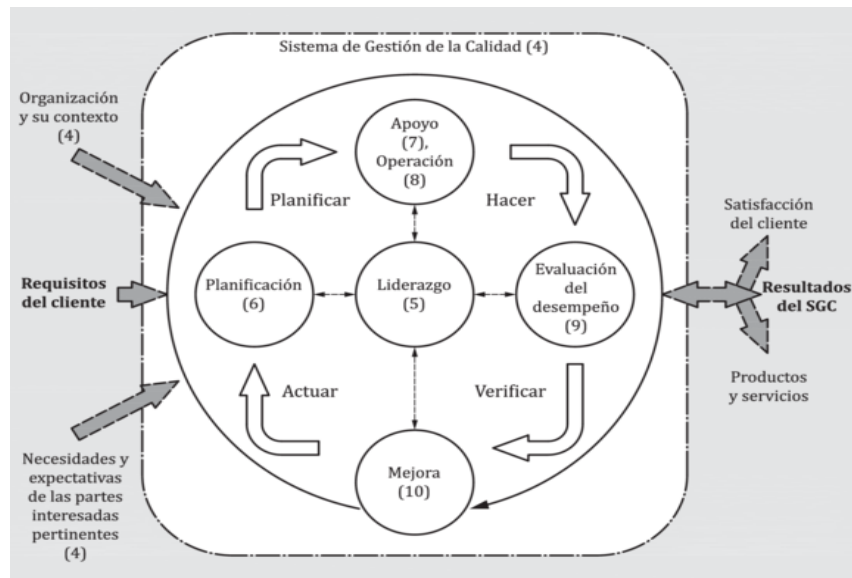 Sistema de Gestión de la Calidad (4)
Organización
y su contexto
(4)
Apoyo
(7),
Operación
(8)
Planificar
Hacer
Satisfacción
del cliente
Requisitos
del cliente
Planificación
(6)
Liderazgo
(5)
Evaluación
del
desempeño
(9)
Resultados
del SGC
Actuar
Verificar
Productos
y servicios
Necesidades y
expectativas
de las partes
interesadas
pertinentes
(4)
Mejora
(10)